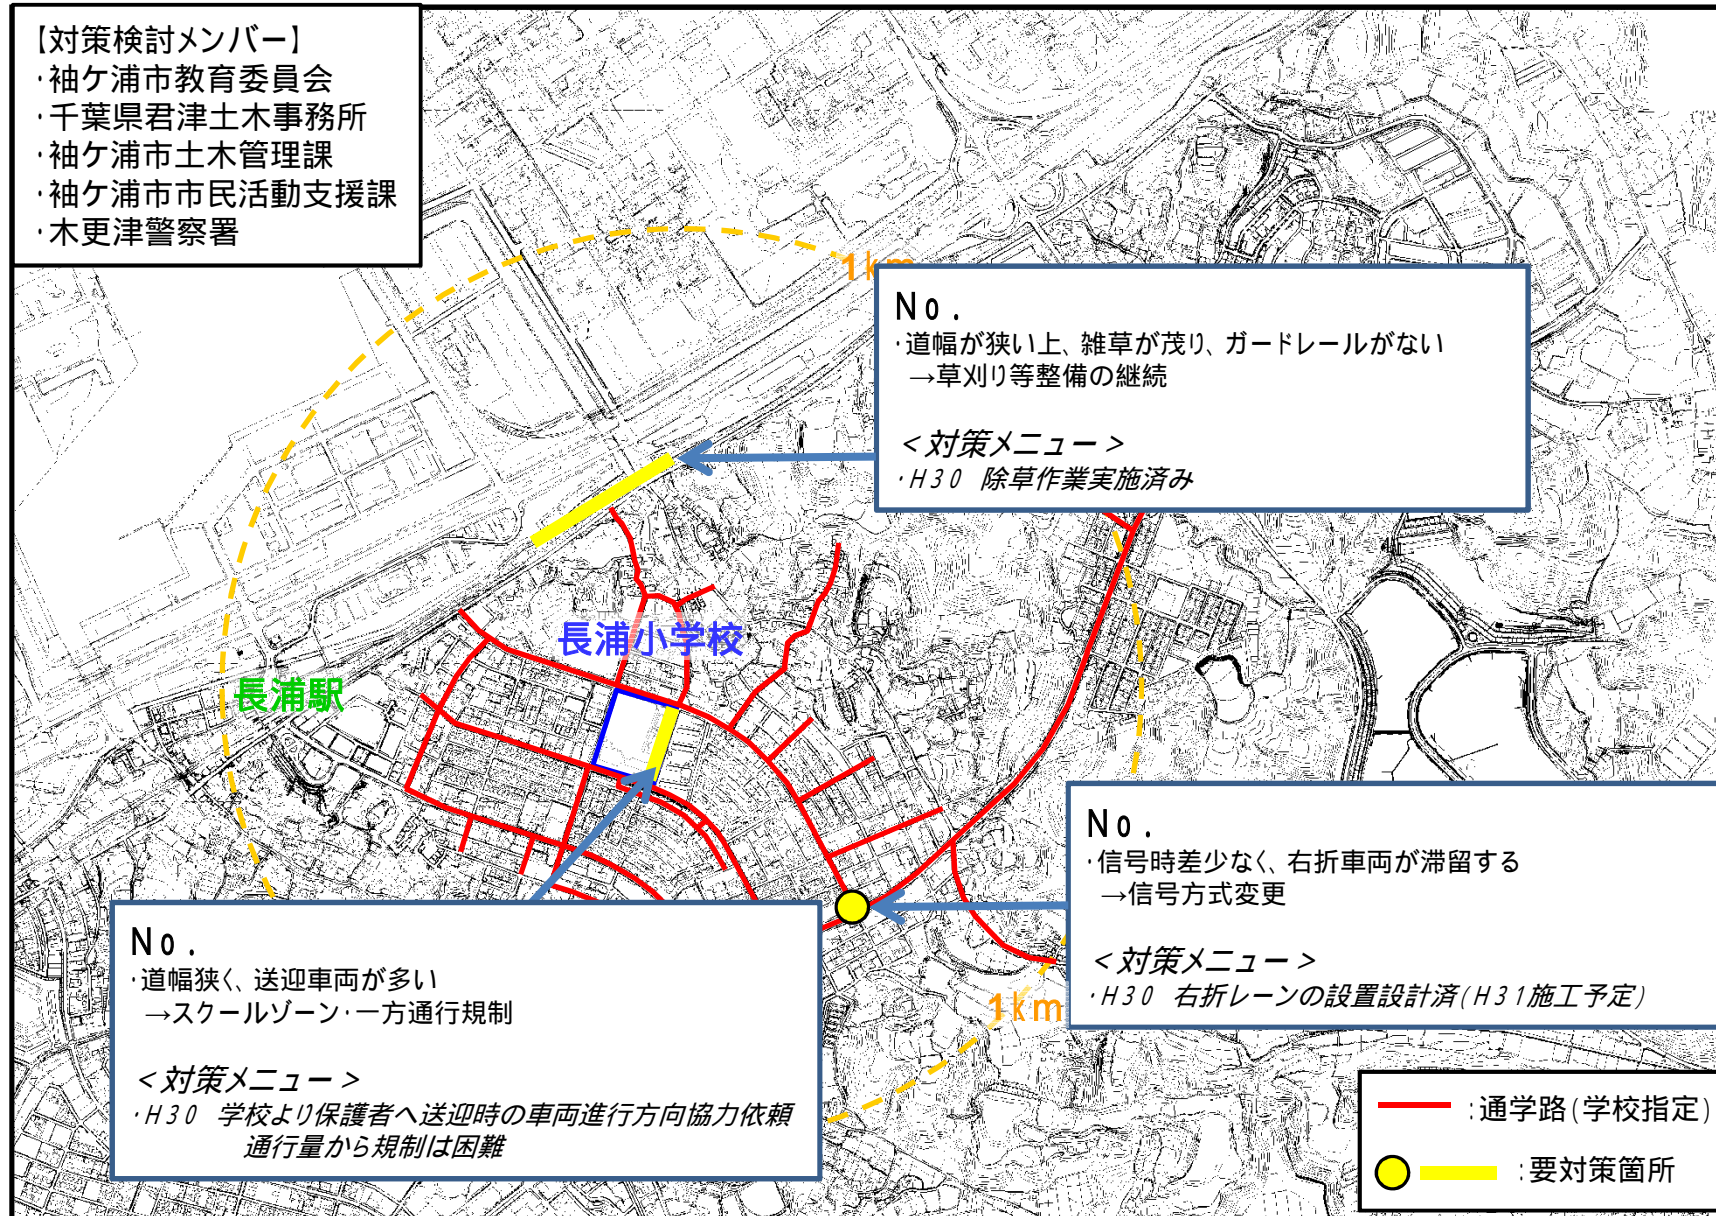 【対策検討メンバー】
・袖ケ浦市教育委員会
・千葉県君津土木事務所
・袖ケ浦市土木管理課
・袖ケ浦市市民活動支援課
・木更津警察署
1km
No.
・道幅が狭い上、雑草が茂り、ガードレールがない
→草刈り等整備の継続
<対策メニュー>
・H30 除草作業実施済み
長浦小学校
長浦駅
No.
・信号時差少なく、右折車両が滞留する
→信号方式変更
<対策メニュー>
・H30 右折レーンの設置設計済(H31施工予定)
No.
・道幅狭く、送迎車両が多い
→スクールゾーン・一方通行規制
<対策メニュー>
・H30 学校より保護者へ送迎時の車両進行方向協力依頼
通行量から規制は困難
1km
:通学路(学校指定)
:要対策箇所